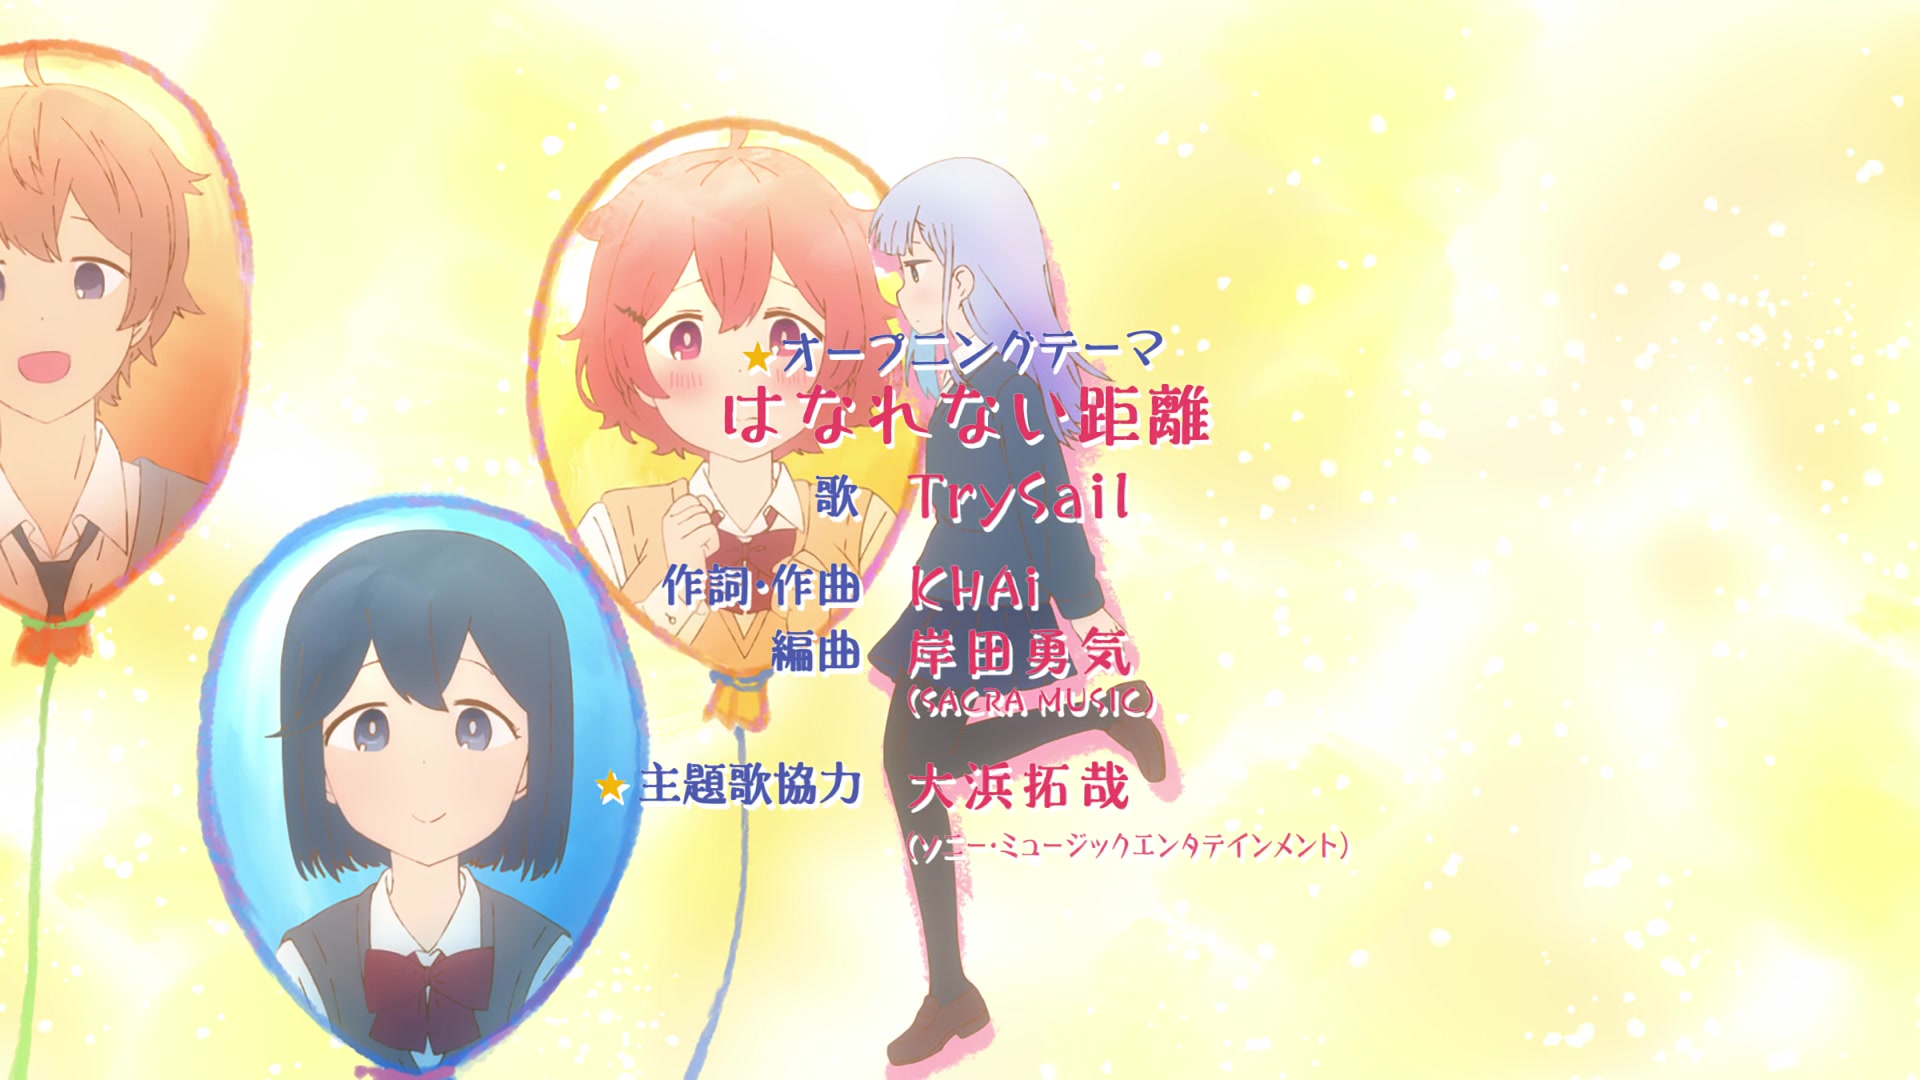 ★オープニングテーマ
はなれない距離
歌 TrySail
作詞・作曲 KHAi
編曲 岸田勇気
(SACRA MUSIC)
★主題歌協力 大浜拓哉
(ソニー・ミュージックエンタテインメント)